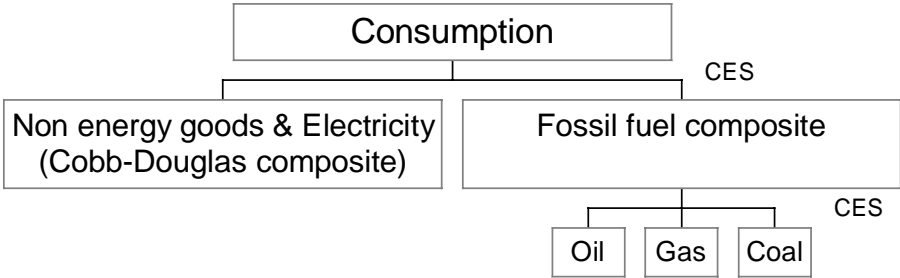 Consumption
CES
Non energy goods & Electricity
(Cobb-Douglas composite)
Fossil fuel composite
CES
Oil
Gas
Coal